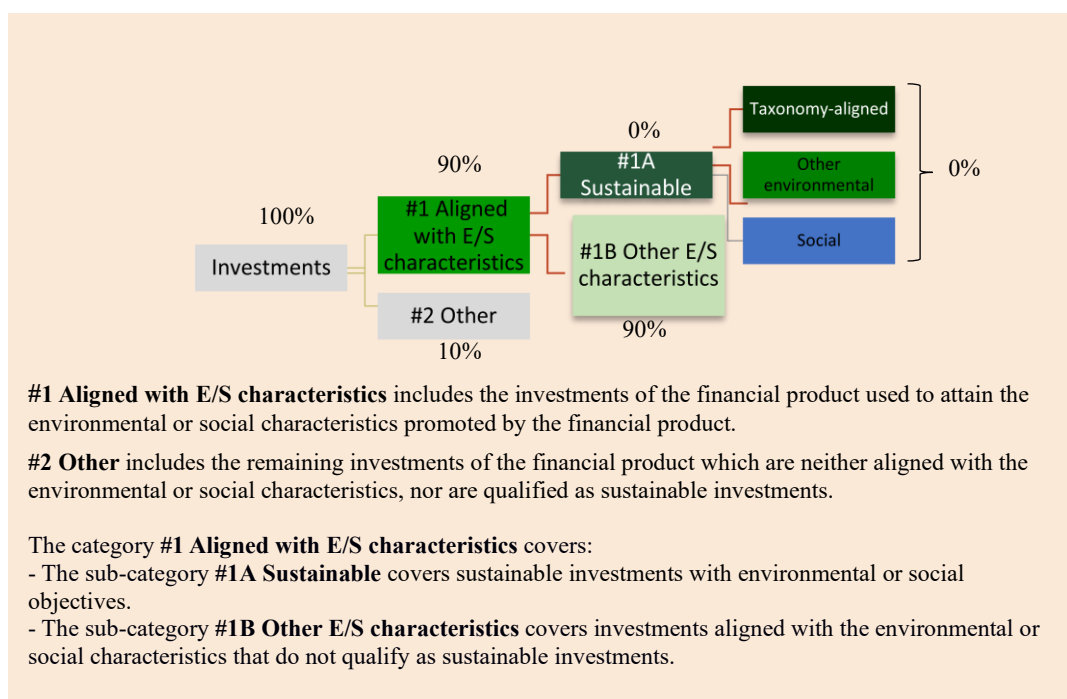 Taxonomy-aligned
0%
#1A
Sustainable
Other
environmental
0%
90%
#1 Aligned
with E/S
characteristics
100%
Investments
#1B Other E/S
characteristics
Social
#2 Other
90%
10%
#1 Aligned with E/S characteristics includes the investments of the financial product used to attain the
environmental or social characteristics promoted by the financial product.
#2 Other includes the remaining investments of the financial product which are neither aligned with the
environmental or social characteristics, nor are qualified as sustainable investments.
The category #1 Aligned with E/S characteristics covers:
- The sub-category #1A Sustainable covers sustainable investments with environmental or social
objectives.
- The sub-category #1B Other E/S characteristics covers investments aligned with the environmental or
social characteristics that do not qualify as sustainable investments.